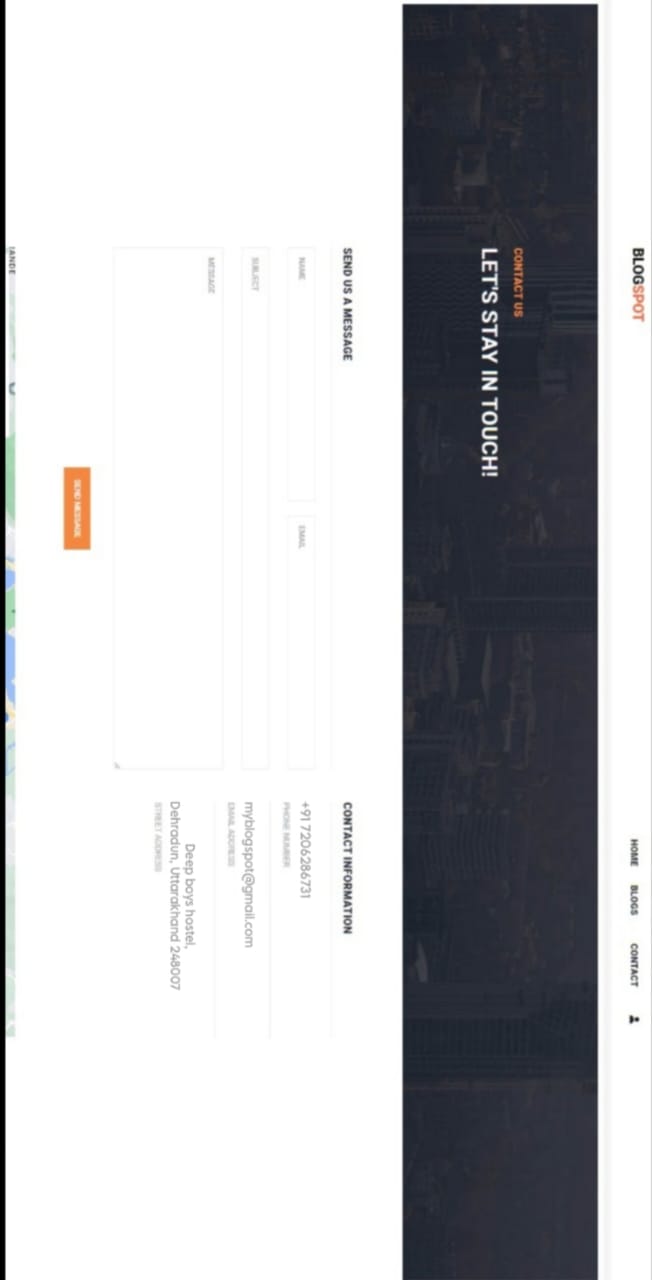 BLOGSPOT
HOME BLOGS CONTACT
CONTACT US
LET'S STAY IN TOUCH!
SEND US A MESSAGE
NAME EMAIL
SUBJECT
MESSAGE
SEND MESSAGE
CONTACT INFORMATION
+91 7206286731
PHONE NUMBER
myblogspot@gmail.com
EMAIL ADDRESS
Deep boys hostel,
Dehradun, Uttarakhand 248007
STREET ADDRESS
IANDE